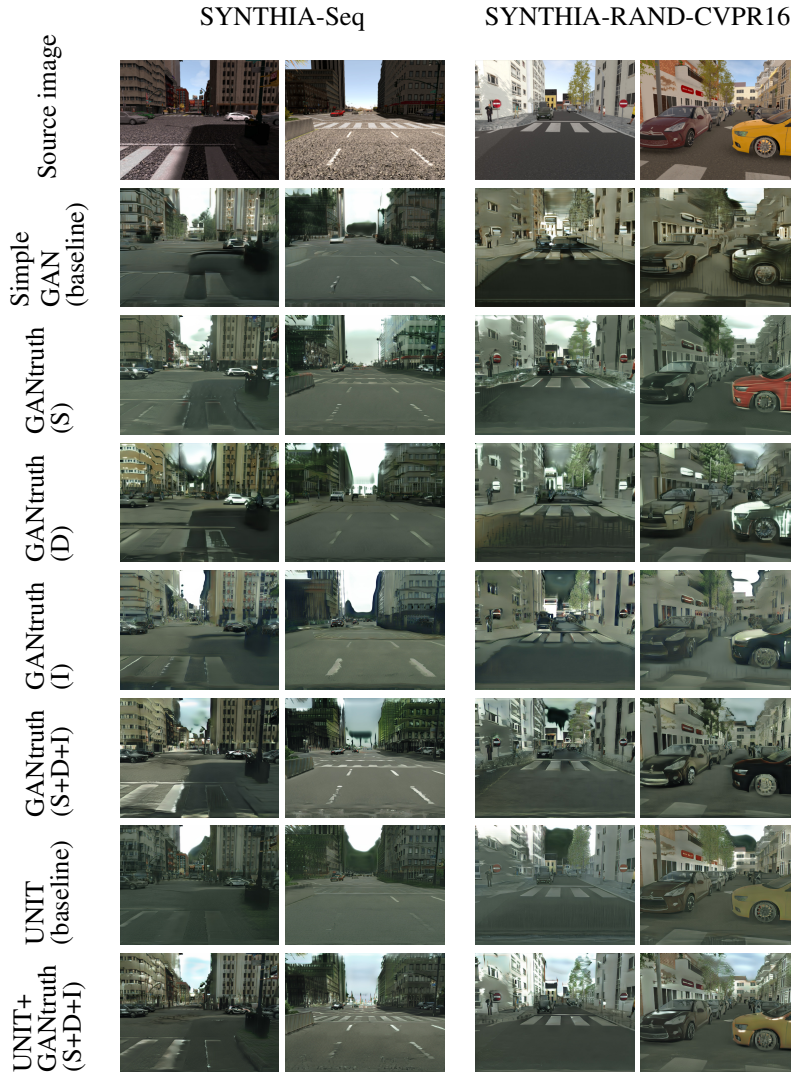 SYNTHIA-Seq
SYNTHIA-RAND-CVPR16
Source image
Simple
GAN
(baseline)
GANtruth
(S)
GANtruth
(D)
GANtruth
(I)
GANtruth
(S+D+I)
UNIT
(baseline)
UNIT+
GANtruth
(S+D+I)